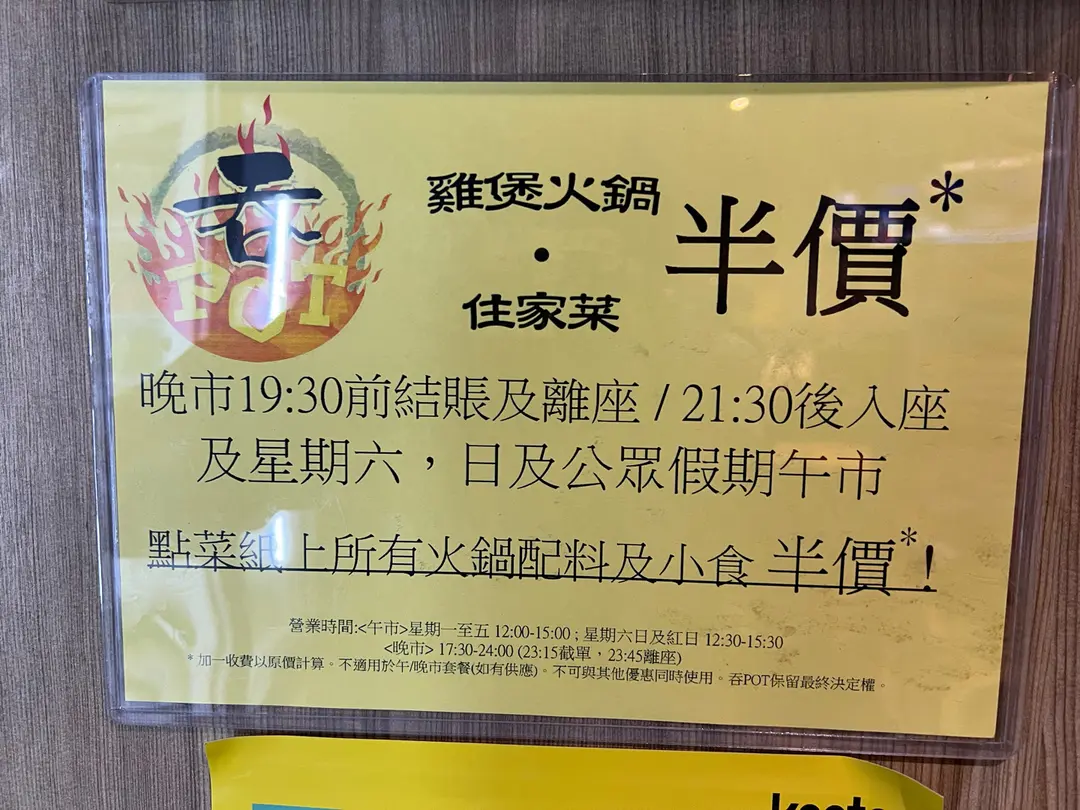 吞
POT
雞煲火鍋
·
住家菜
半價*
晚市19:30前結賬及離座 / 21:30後入座
及星期六，日及公眾假期午市
點菜紙上所有火鍋配料及小食 半價*！
營業時間:<午市>星期一至五 12:00-15:00 ; 星期六日及紅日 12:30-15:30
<晚市> 17:30-24:00 (23:15截單，23:45離座)
* 加一收費以原價計算。不適用於午/晚市套餐(如有供應)。不可與其他優惠同時使用。吞POT保留最終決定權。